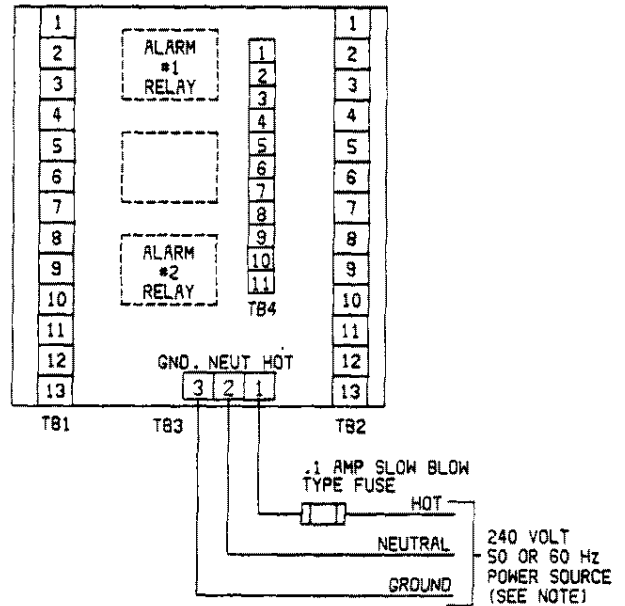 1
2
3
4
5
6
7
8
9
10
11
12
13
TB1
ALARM
#1
RELAY
ALARM
#2
RELAY
1
2
3
4
5
6
7
8
9
10
11
TB4
1
2
3
4
5
6
7
8
9
10
11
12
13
TB2
GND. NEUT HOT
3 2 1
TB3
.1 AMP SLOW BLOW
TYPE FUSE
HOT
NEUTRAL
GROUND
240 VOLT
50 OR 60 Hz
POWER SOURCE
(SEE NOTE)